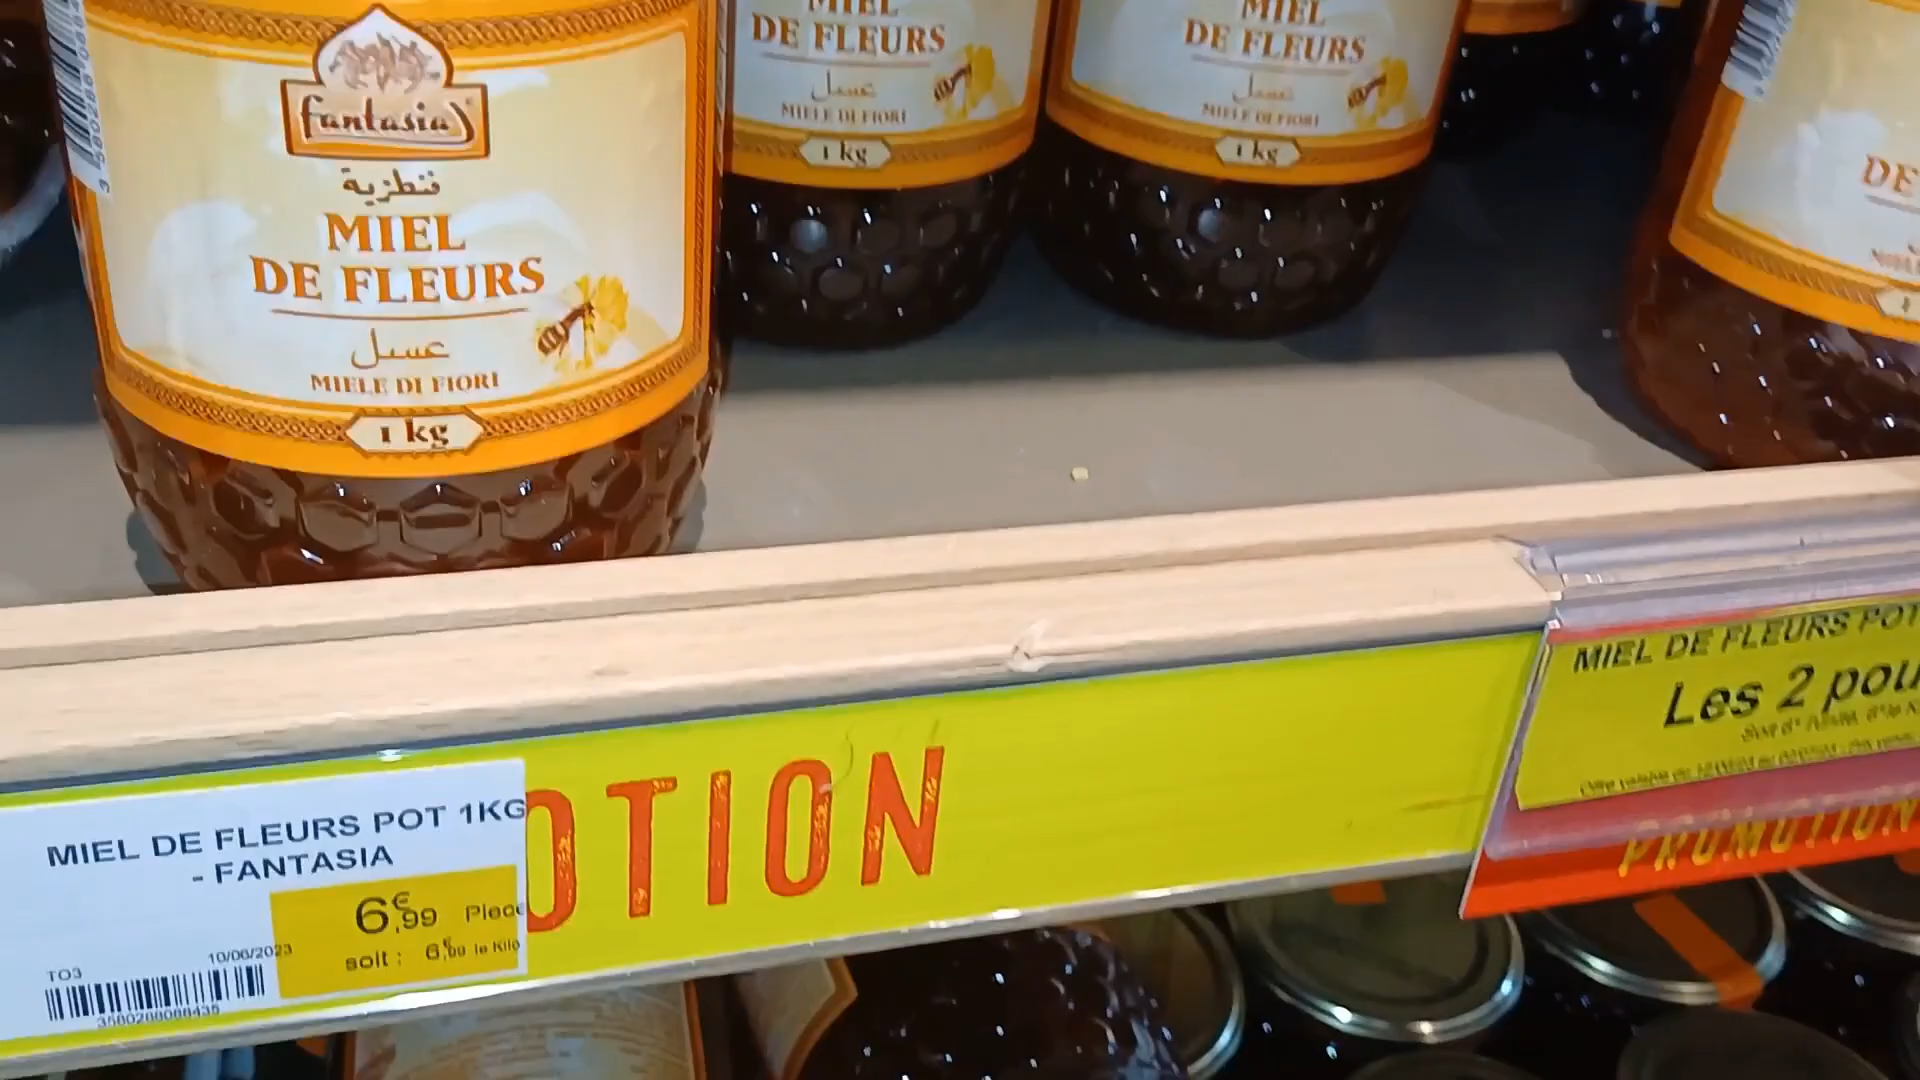 fantasia
فنطزية
MIEL
DE FLEURS
عسل
MIELE DI FIORI
1 kg
MIEL
DE FLEURS
عسل
MIELE DI FIORI
1 kg
MIEL
DE FLEURS
عسل
MIELE DI FIORI
1 kg
DE
MIEL DE FLEURS POT
Les 2 pou
PROMOTION
OTION
MIEL DE FLEURS POT 1KG
- FANTASIA
6€,99 Piece
soit : 6€,99 le Kilo
10/06/2023
TO3